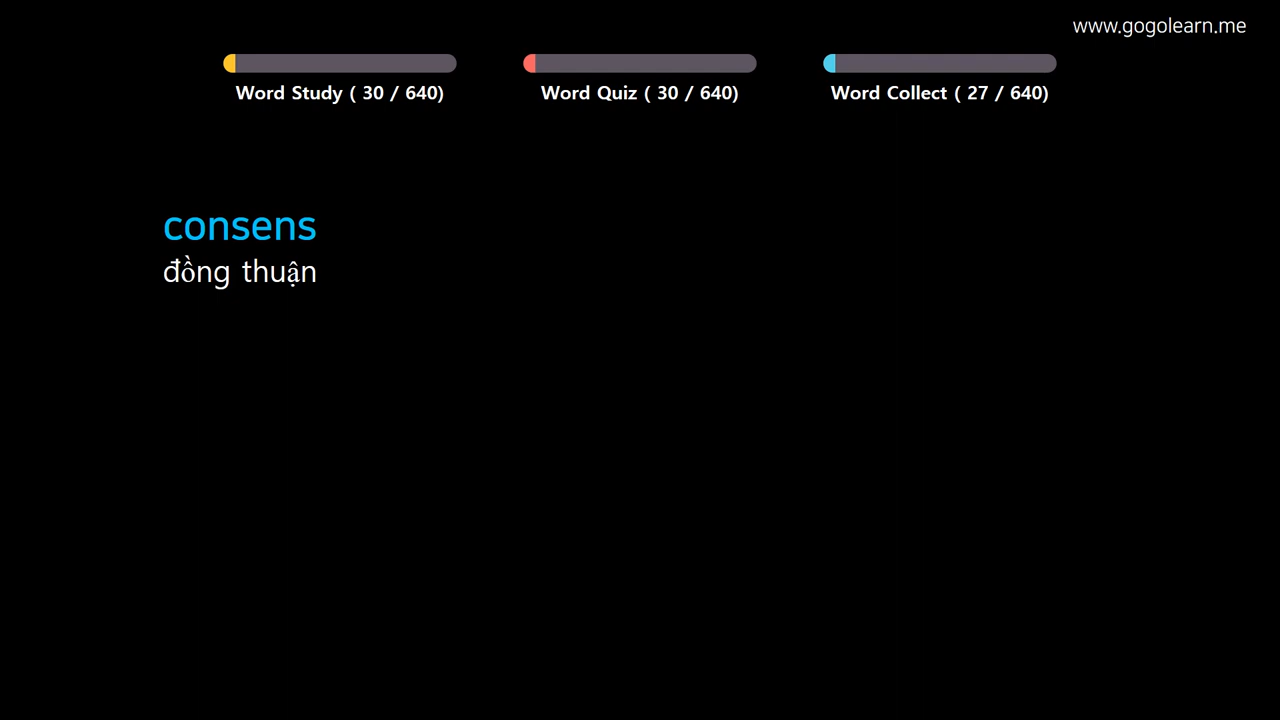 www.gogolearn.me
Word Study ( 30 / 640)
Word Quiz ( 30 / 640)
Word Collect ( 27 / 640)
consens
đồng thuận